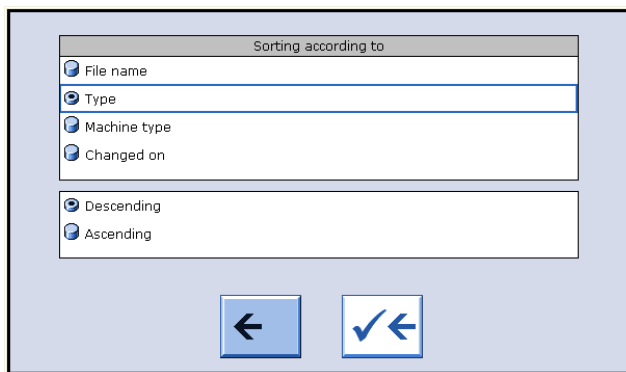 Sorting according to
File name
Type
Machine type
Changed on
Descending
Ascending